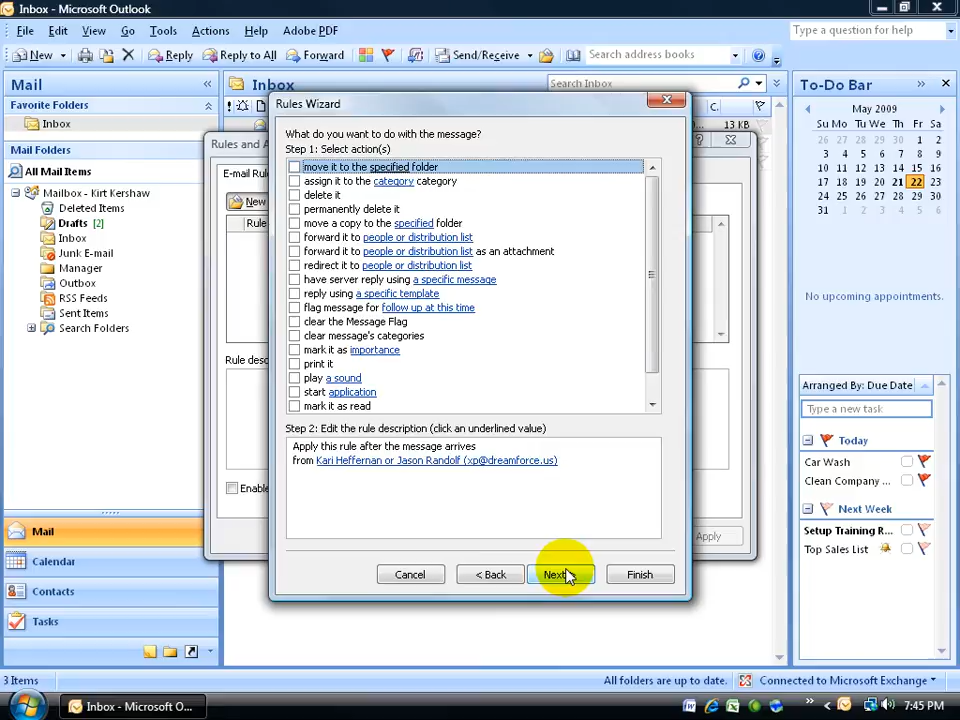 Inbox - Microsoft Outlook
File Edit View Go Tools Actions Help Adobe PDF
Type a question for help
New Reply Reply to All Forward Send/Receive Search address books
Mail
Favorite Folders
Inbox
Mail Folders
All Mail Items
Mailbox - Kirt Kershaw
Deleted Items
Drafts [2]
Inbox
Junk E-mail
Manager
Outbox
RSS Feeds
Sent Items
Search Folders
Mail
Calendar
Contacts
Tasks
3 Items
Inbox
Search Inbox
C.
13 KB
Rules and A
E-mail Rule
New
Rule
Rule desc
Enable
Apply
Rules Wizard
What do you want to do with the message?
Step 1: Select action(s)
move it to the specified folder
assign it to the category category
delete it
permanently delete it
move a copy to the specified folder
forward it to people or distribution list
forward it to people or distribution list as an attachment
redirect it to people or distribution list
have server reply using a specific message
reply using a specific template
flag message for follow up at this time
clear the Message Flag
clear message's categories
mark it as importance
print it
play a sound
start application
mark it as read
Step 2: Edit the rule description (click an underlined value)
Apply this rule after the message arrives
from Kari Heffernan or Jason Randolf (xp@dreamforce.us)
Cancel < Back Next Finish
To-Do Bar
May 2009
Su Mo Tu We Th Fr Sa
26 27 28 29 30 1 2
3 4 5 6 7 8 9
10 11 12 13 14 15 16
17 18 19 20 21 22 23
24 25 26 27 28 29 30
31 1 2 3 4 5 6
No upcoming appointments.
Arranged By: Due Date
Type a new task
Today
Car Wash
Clean Company ...
Next Week
Setup Training R...
Top Sales List
All folders are up to date. Connected to Microsoft Exchange
Inbox - Microsoft O...
7:45 PM